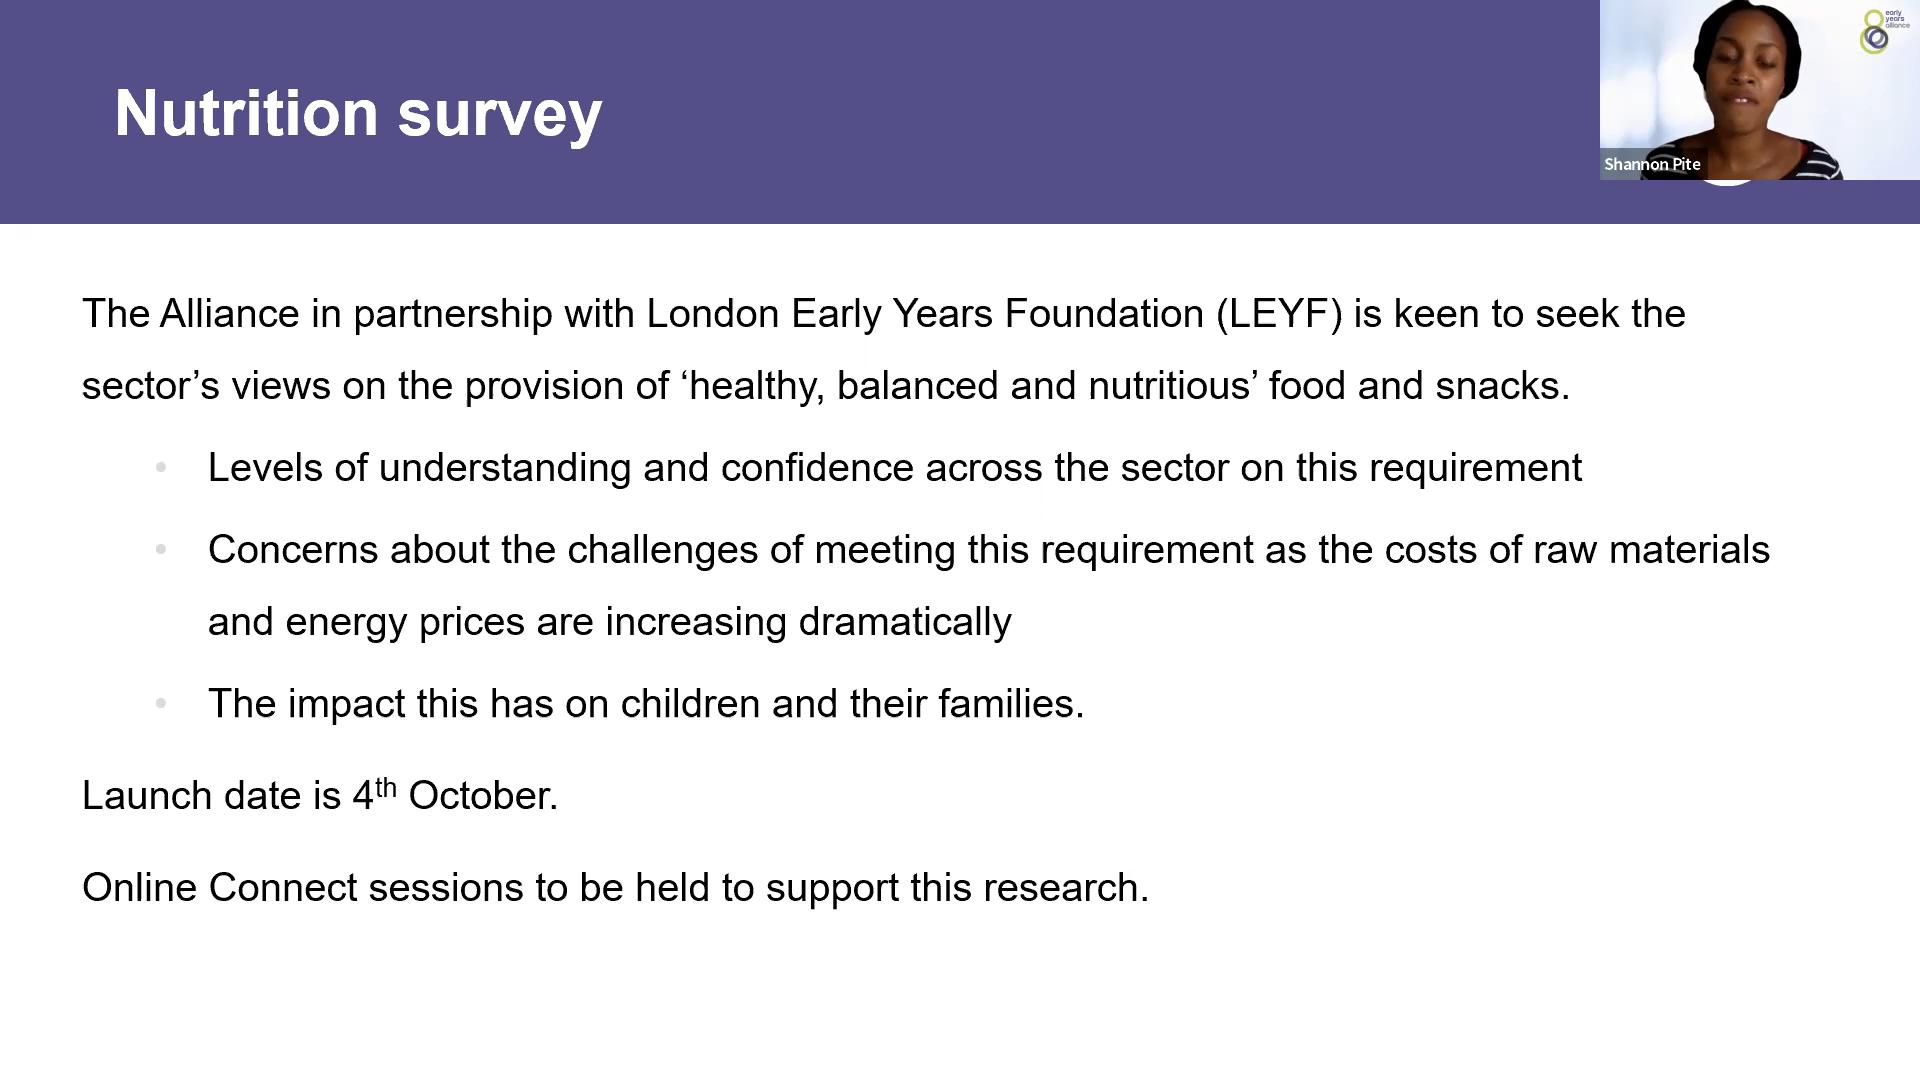 Nutrition survey
early
years
alliance
Shannon Pite
The Alliance in partnership with London Early Years Foundation (LEYF) is keen to seek the
sector’s views on the provision of ‘healthy, balanced and nutritious’ food and snacks.
• Levels of understanding and confidence across the sector on this requirement
• Concerns about the challenges of meeting this requirement as the costs of raw materials
and energy prices are increasing dramatically
• The impact this has on children and their families.
Launch date is 4th October.
Online Connect sessions to be held to support this research.